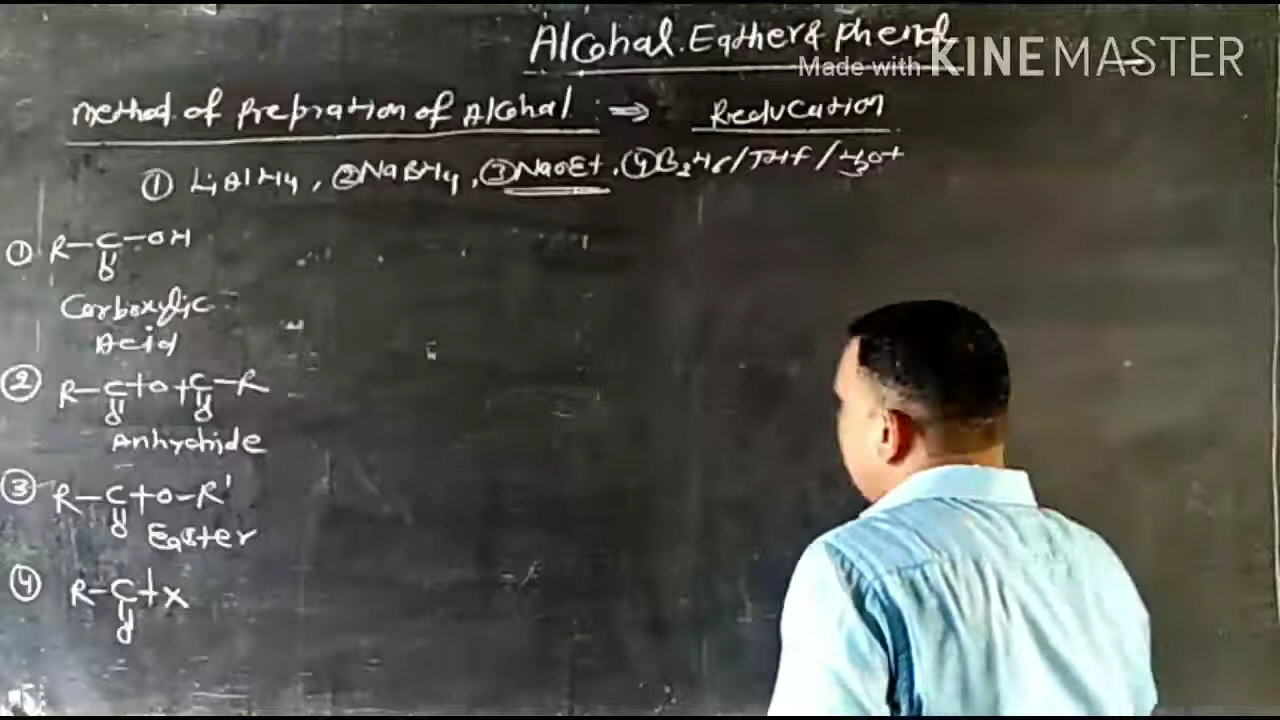 Alcohal. Eather & phenol
Made with KINEMASTER
method of Prepration of Alcohal ⇒ Reducation
① LiAlH4, ② NaBH4, ③ NaOEt, ④ B2H6/THF/H3O+
① R-C-OH
O
Carboxylic
Acid
② R-C+O+C-R
O O
Anhydride
③ R-C+O-R'
O
Easter
④ R-C+X
O